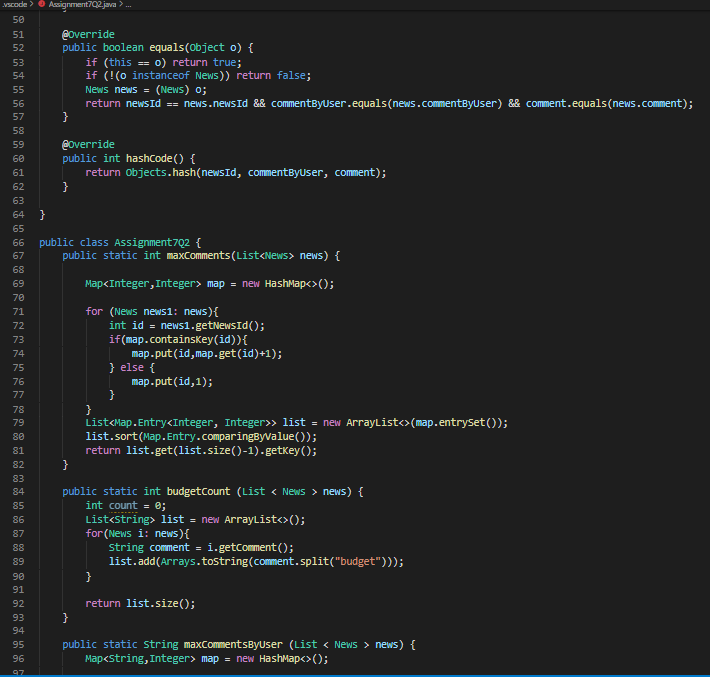 .vscode > Assignment7Q2.java > ...
50
51 @Override
52 public boolean equals(Object o) {
53 if (this == o) return true;
54 if (!(o instanceof News)) return false;
55 News news = (News) o;
56 return newsId == news.newsId && commentByUser.equals(news.commentByUser) && comment.equals(news.comment);
57 }
58
59 @Override
60 public int hashCode() {
61 return Objects.hash(newsId, commentByUser, comment);
62 }
63
64 }
65
66 public class Assignment7Q2 {
67 public static int maxComments(List<News> news) {
68
69 Map<Integer,Integer> map = new HashMap<>();
70
71 for (News news1: news){
72 int id = news1.getNewsId();
73 if(map.containsKey(id)){
74 map.put(id,map.get(id)+1);
75 } else {
76 map.put(id,1);
77 }
78 }
79 List<Map.Entry<Integer, Integer>> list = new ArrayList<>(map.entrySet());
80 list.sort(Map.Entry.comparingByValue());
81 return list.get(list.size()-1).getKey();
82 }
83
84 public static int budgetCount (List < News > news) {
85 int count = 0;
86 List<String> list = new ArrayList<>();
87 for(News i: news){
88 String comment = i.getComment();
89 list.add(Arrays.toString(comment.split("budget")));
90 }
91
92 return list.size();
93 }
94
95 public static String maxCommentsByUser (List < News > news) {
96 Map<String,Integer> map = new HashMap<>();
97